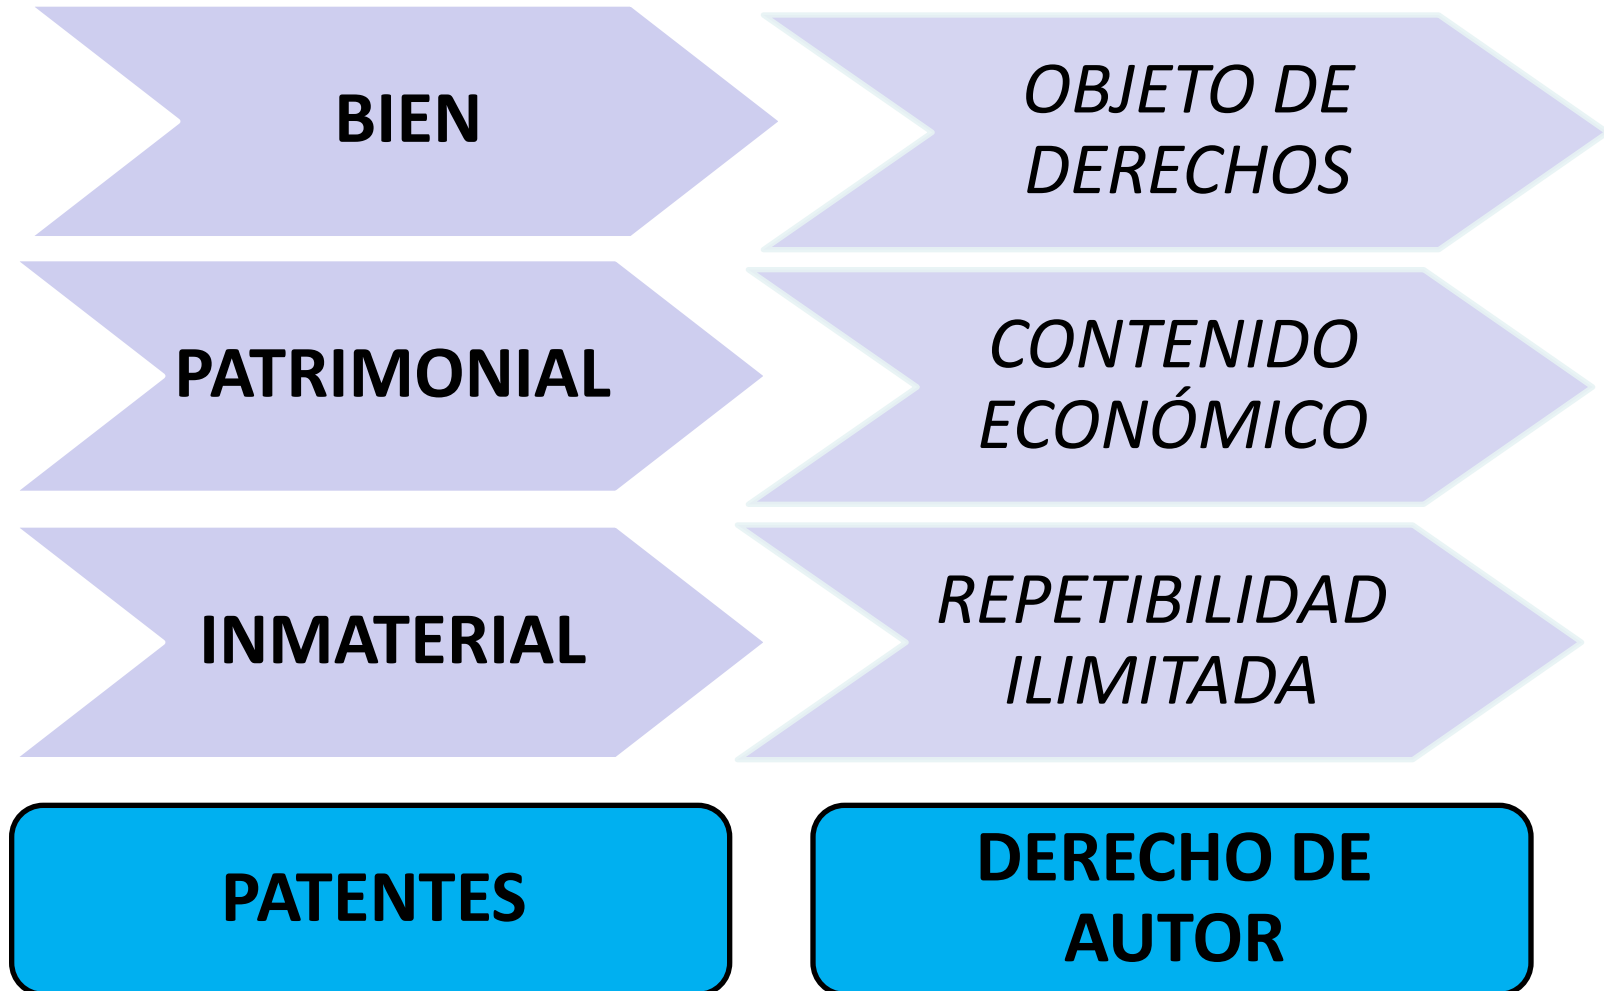 BIEN
OBJETO DE
DERECHOS
PATRIMONIAL
CONTENIDO
ECONÓMICO
INMATERIAL
REPETIBILIDAD
ILIMITADA
PATENTES
DERECHO DE
AUTOR